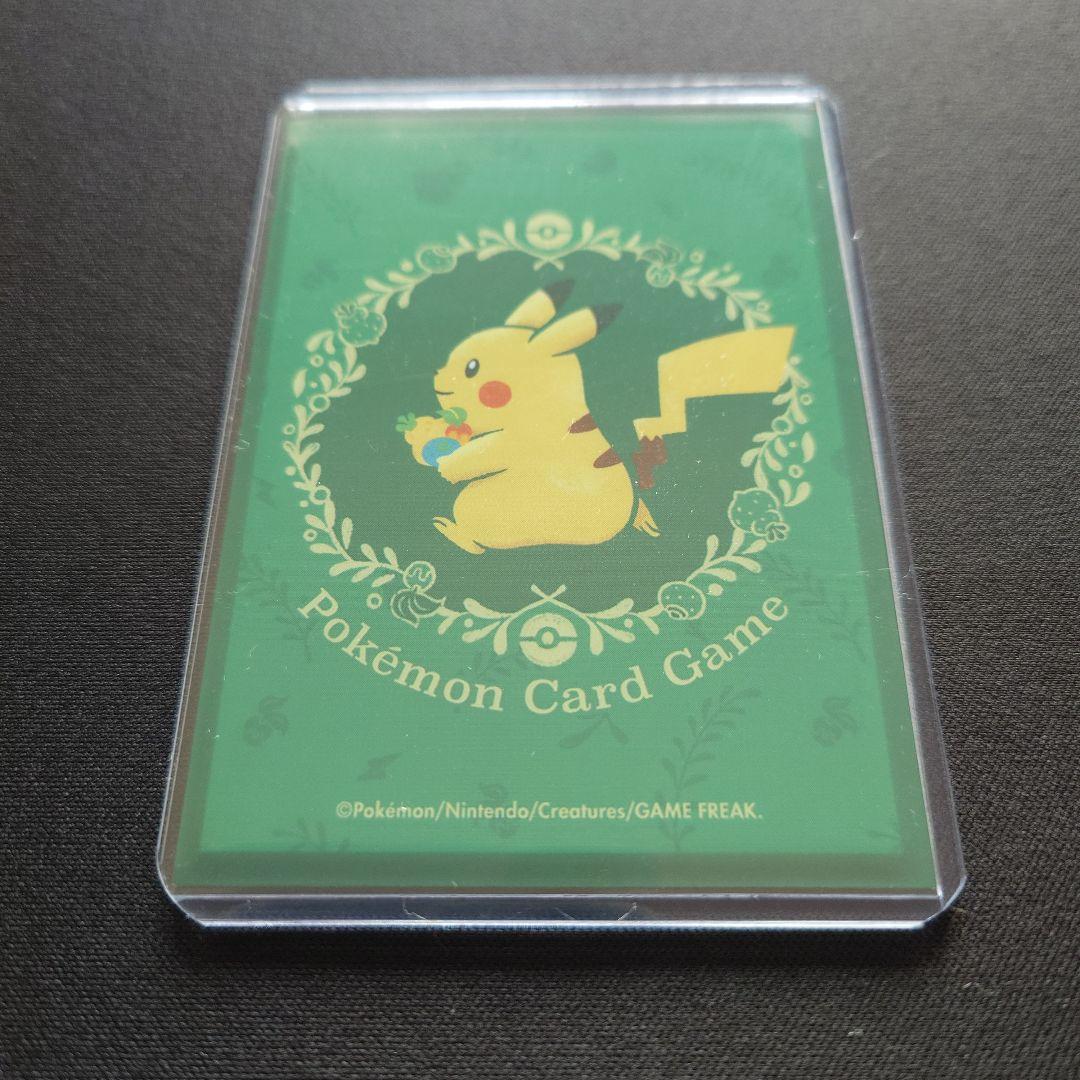 Pokémon Card Game
©Pokémon/Nintendo/Creatures/GAME FREAK.